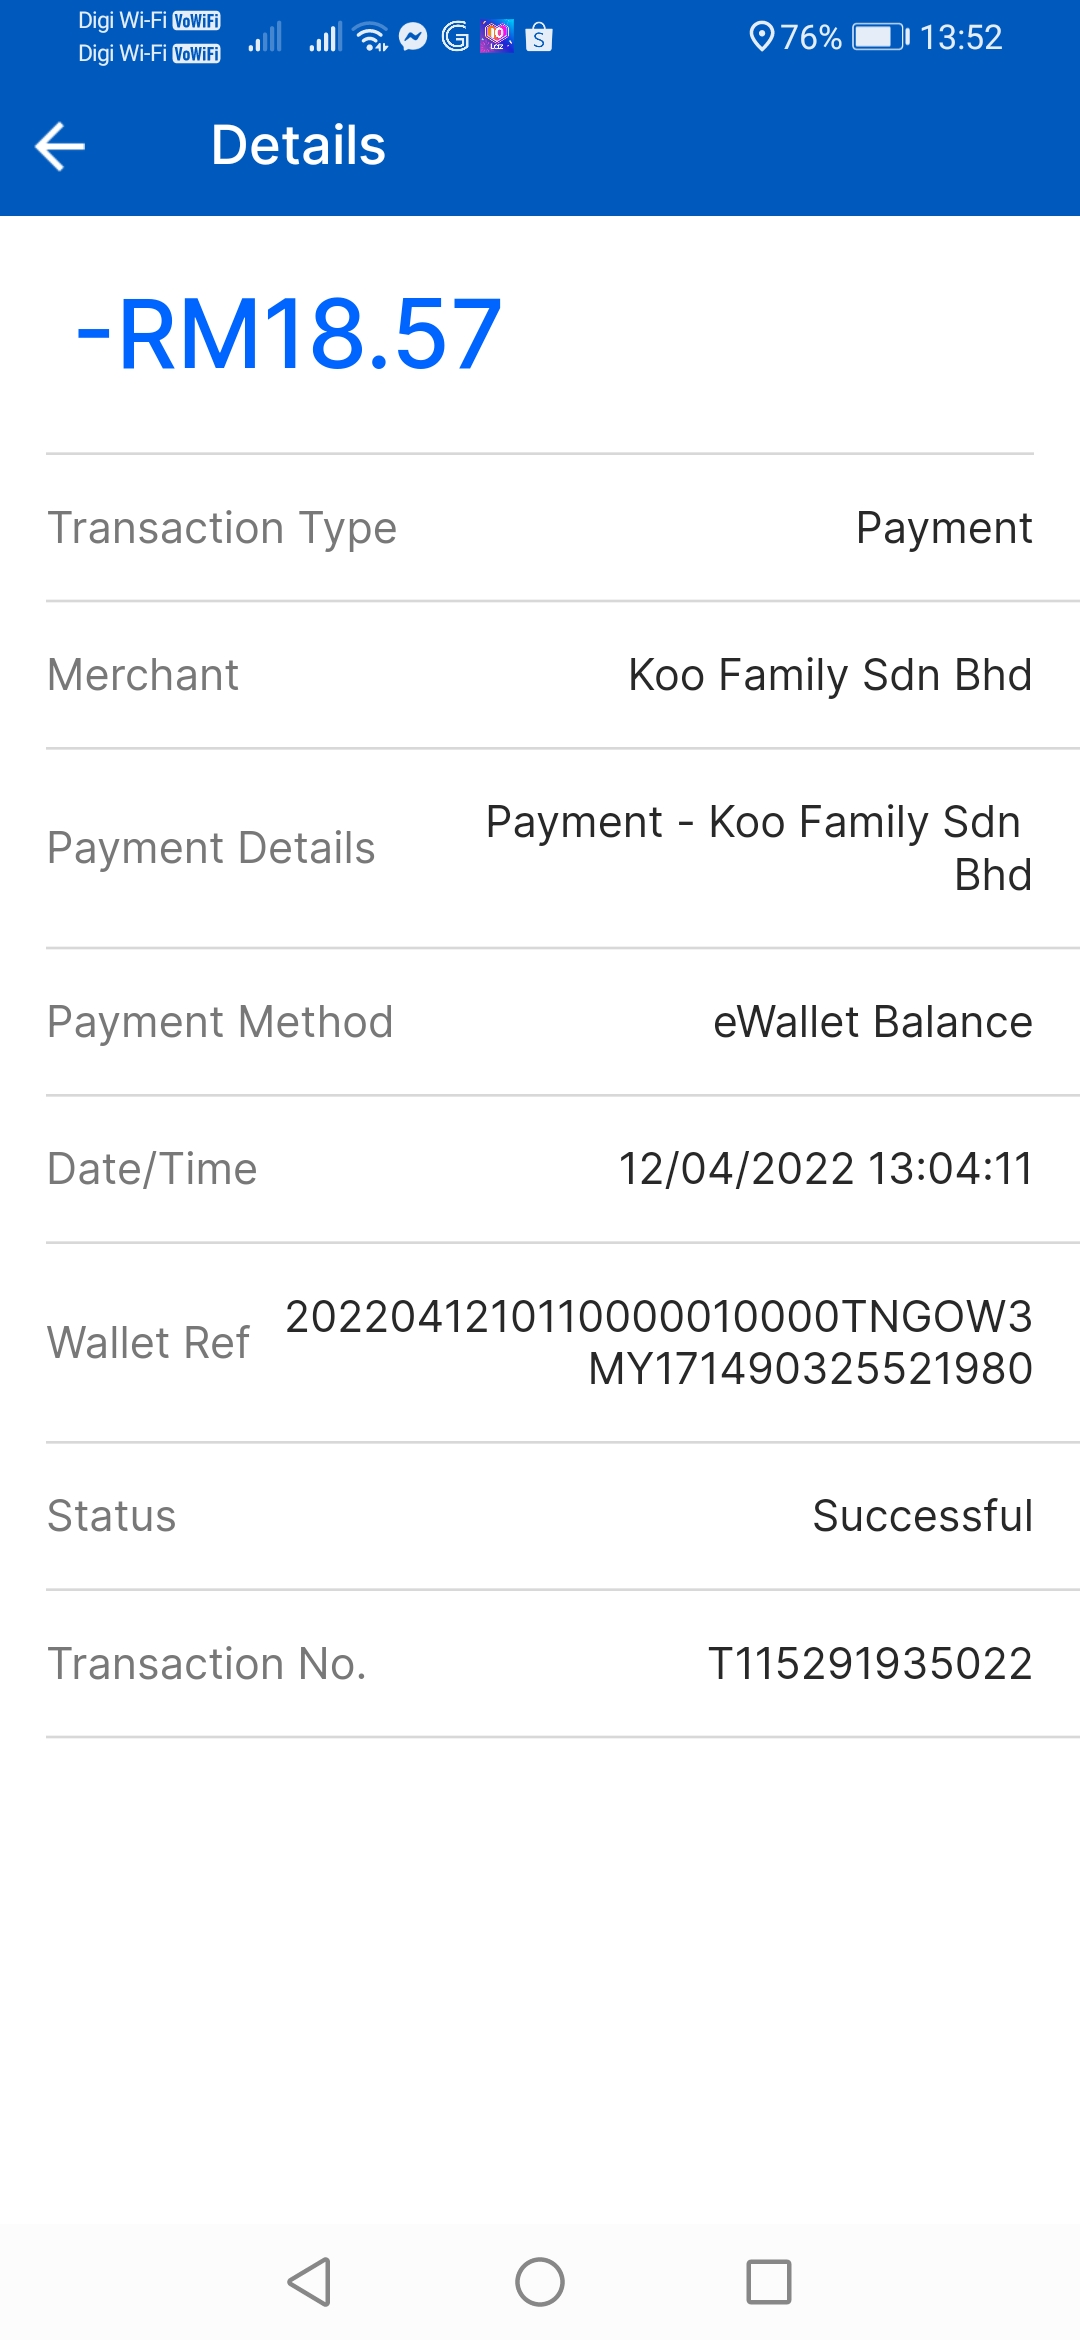 Digi Wi-Fi VoWiFi
Digi Wi-Fi VoWiFi
76% 13:52
Details
-RM18.57
Transaction Type Payment
Merchant Koo Family Sdn Bhd
Payment Details Payment - Koo Family Sdn
Bhd
Payment Method eWallet Balance
Date/Time 12/04/2022 13:04:11
Wallet Ref 20220412101110000010000TNGOW3
MY171490325521980
Status Successful
Transaction No. T115291935022